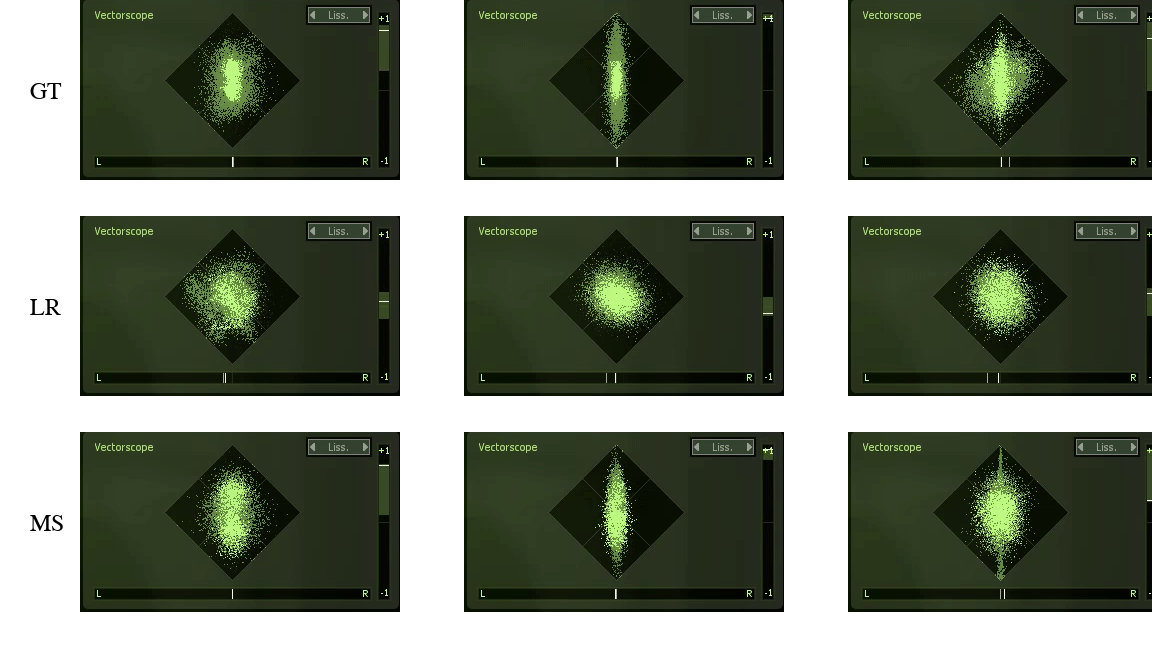 Vectorscope Liss. +1 Vectorscope Liss. +1 Vectorscope Liss. +
GT
L R -1 L R -1 L R -
Vectorscope Liss. +1 Vectorscope Liss. +1 Vectorscope Liss. +
LR
L R -1 L R -1 L R -
Vectorscope Liss. +1 Vectorscope Liss. +1 Vectorscope Liss. +
MS
L R -1 L R -1 L R -